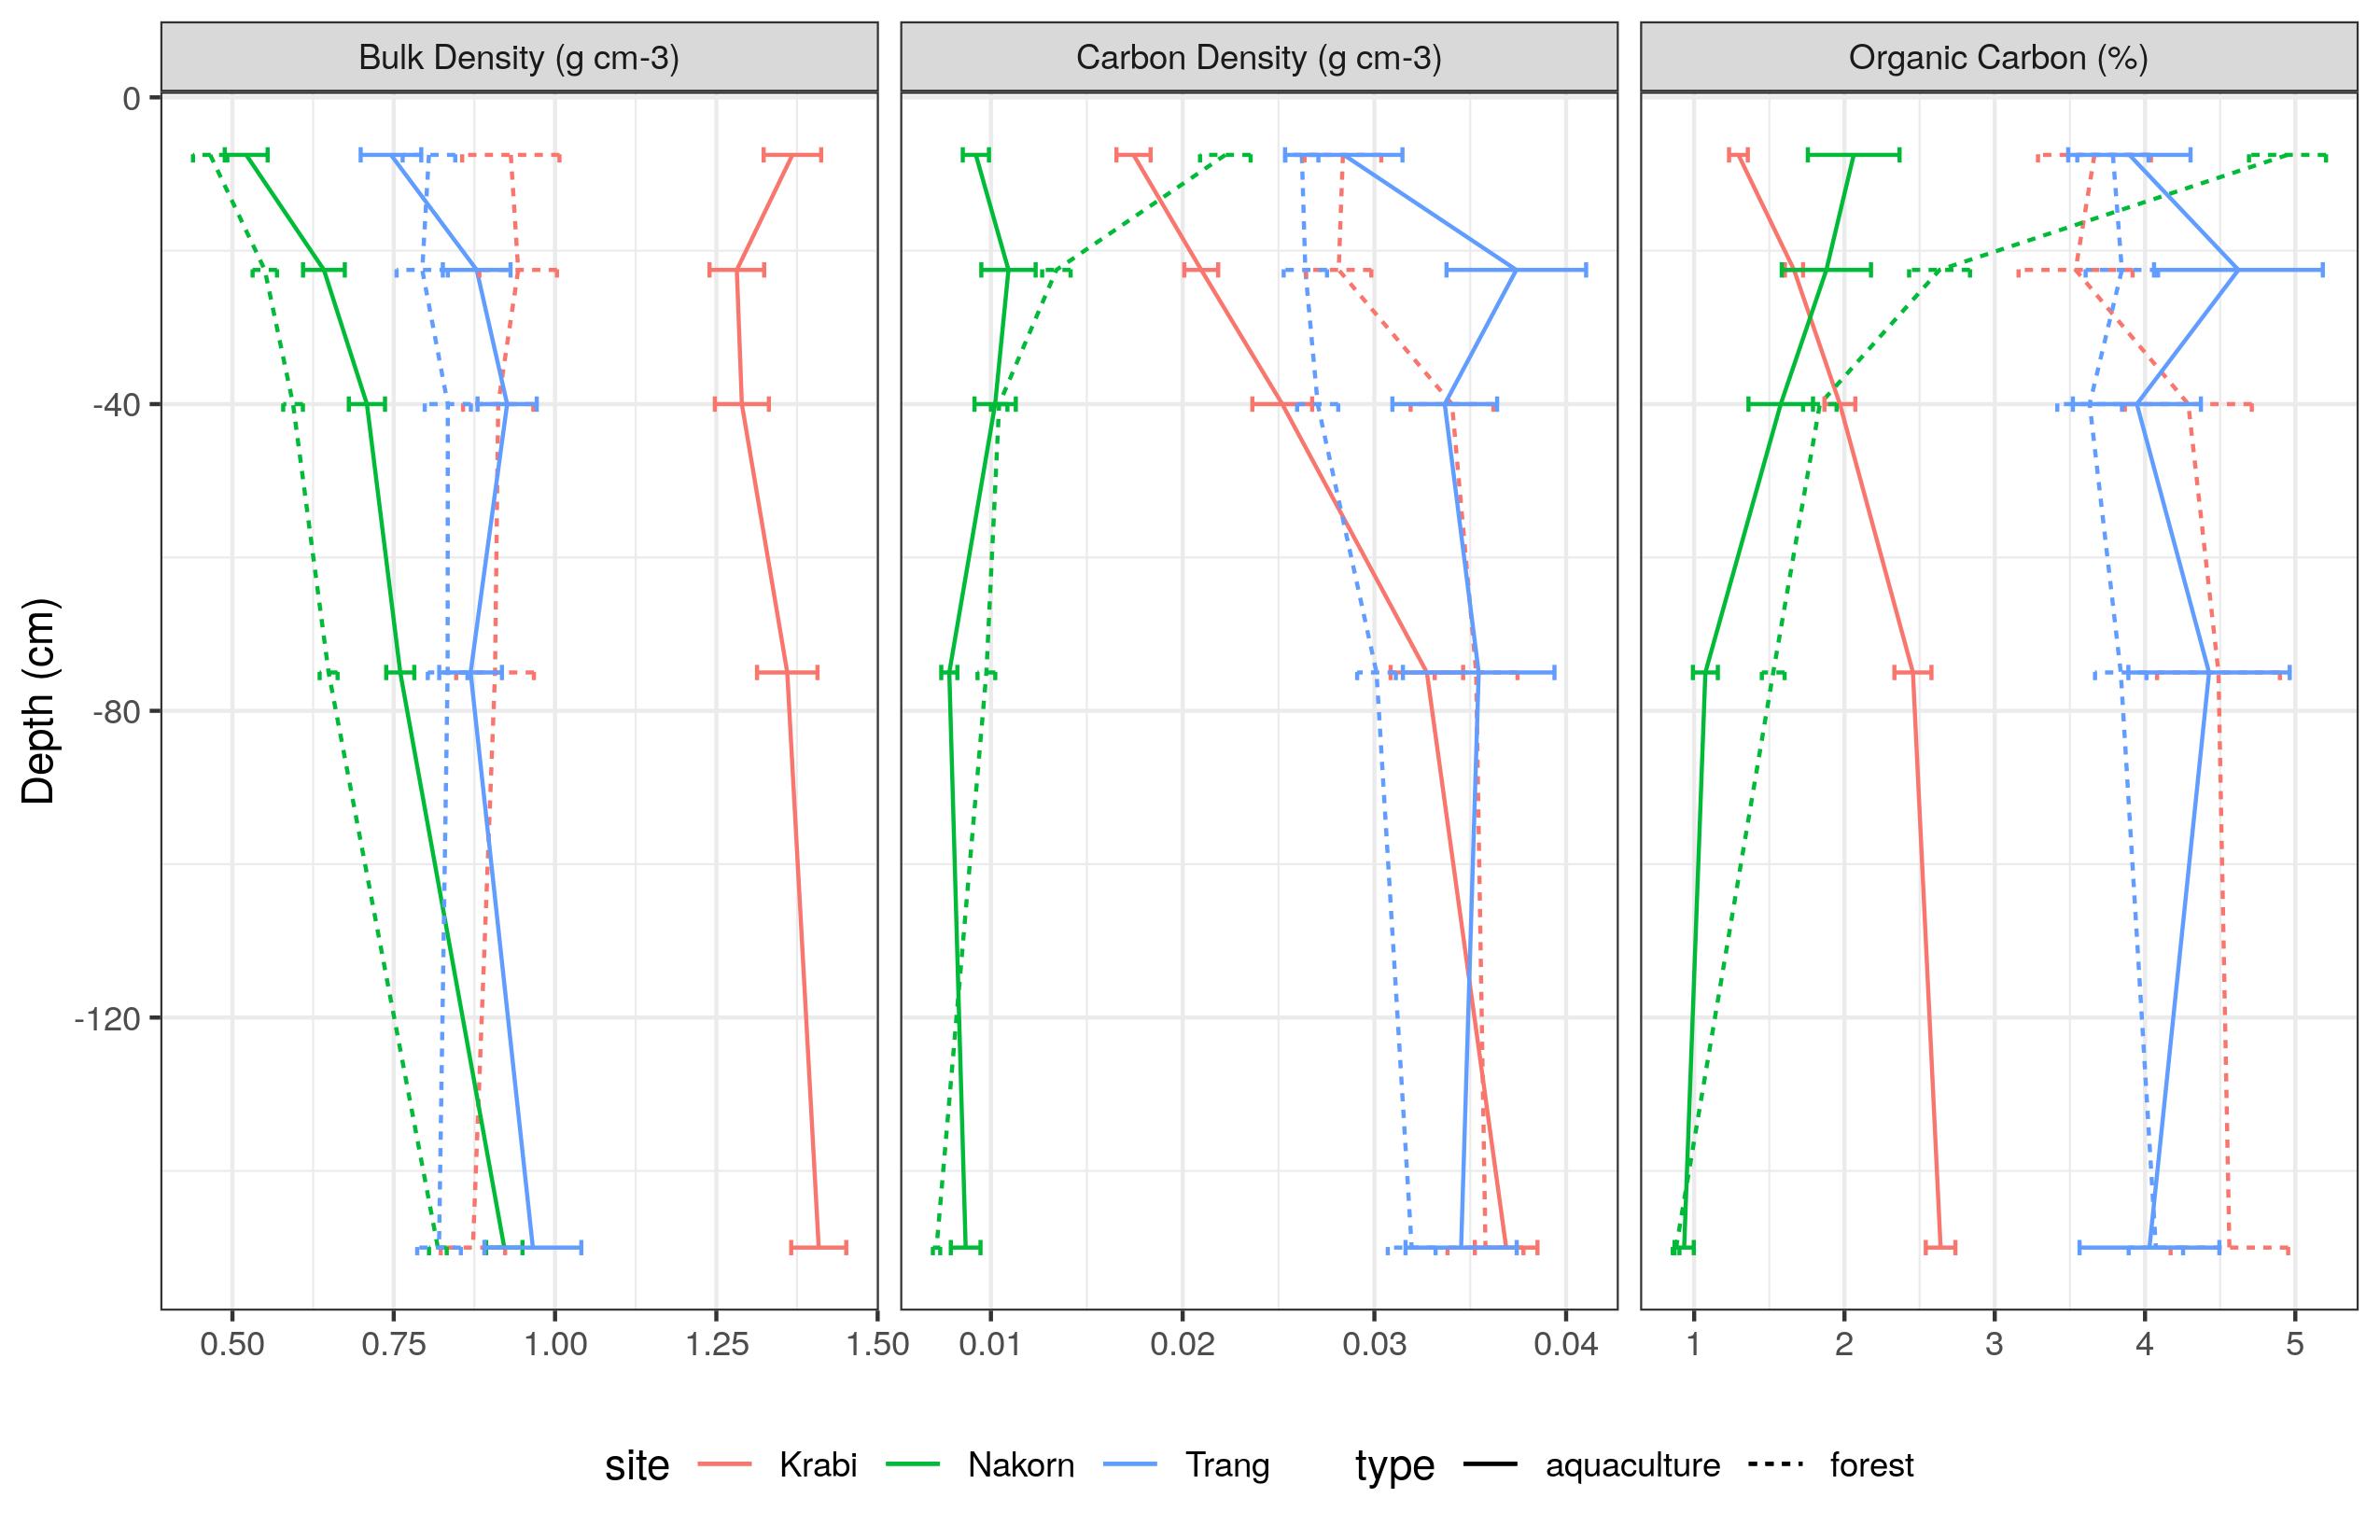 Bulk Density (g cm-3)
Carbon Density (g cm-3)
Organic Carbon (%)
Depth (cm)
0
-40
-80
-120
0.50 0.75 1.00 1.25 1.50
0.01 0.02 0.03 0.04
1 2 3 4 5
site Krabi Nakorn Trang type aquaculture forest